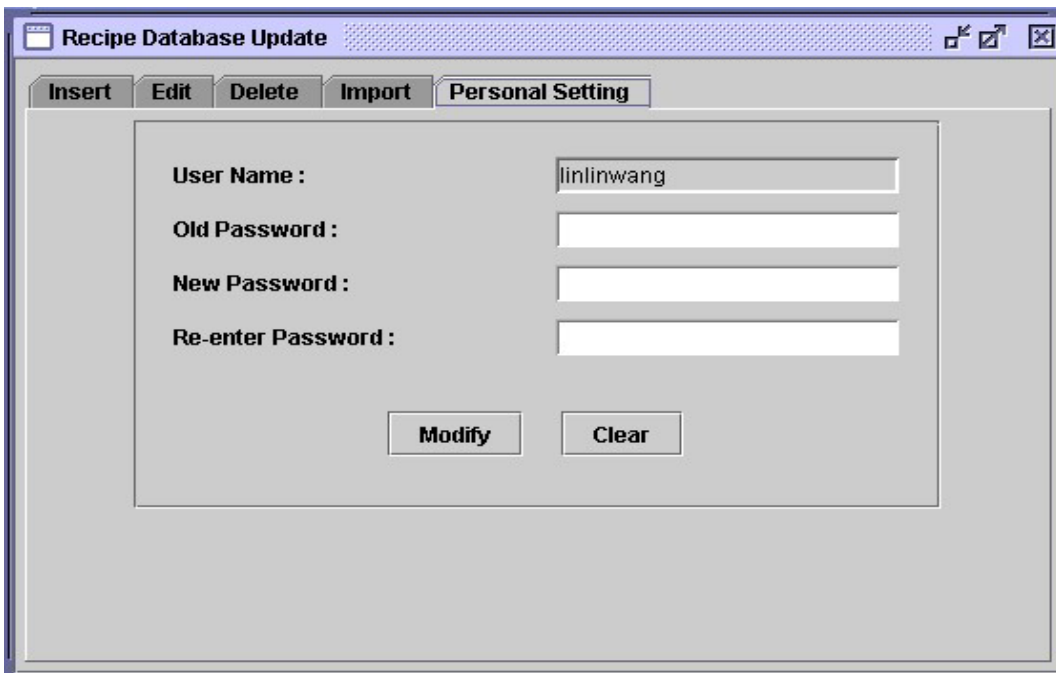 Recipe Database Update
Insert Edit Delete Import Personal Setting
User Name : linlinwang
Old Password :
New Password :
Re-enter Password :
Modify Clear